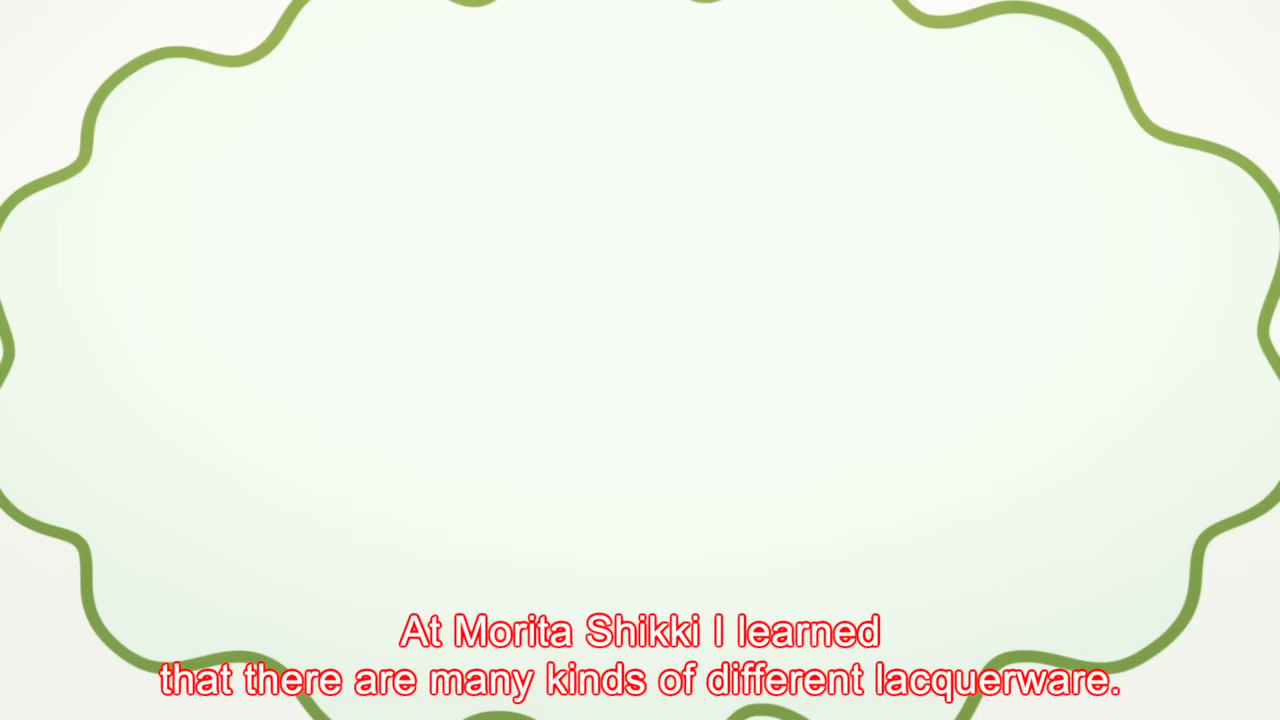 At Morita Shikki I learned
that there are many kinds of different lacquerware.